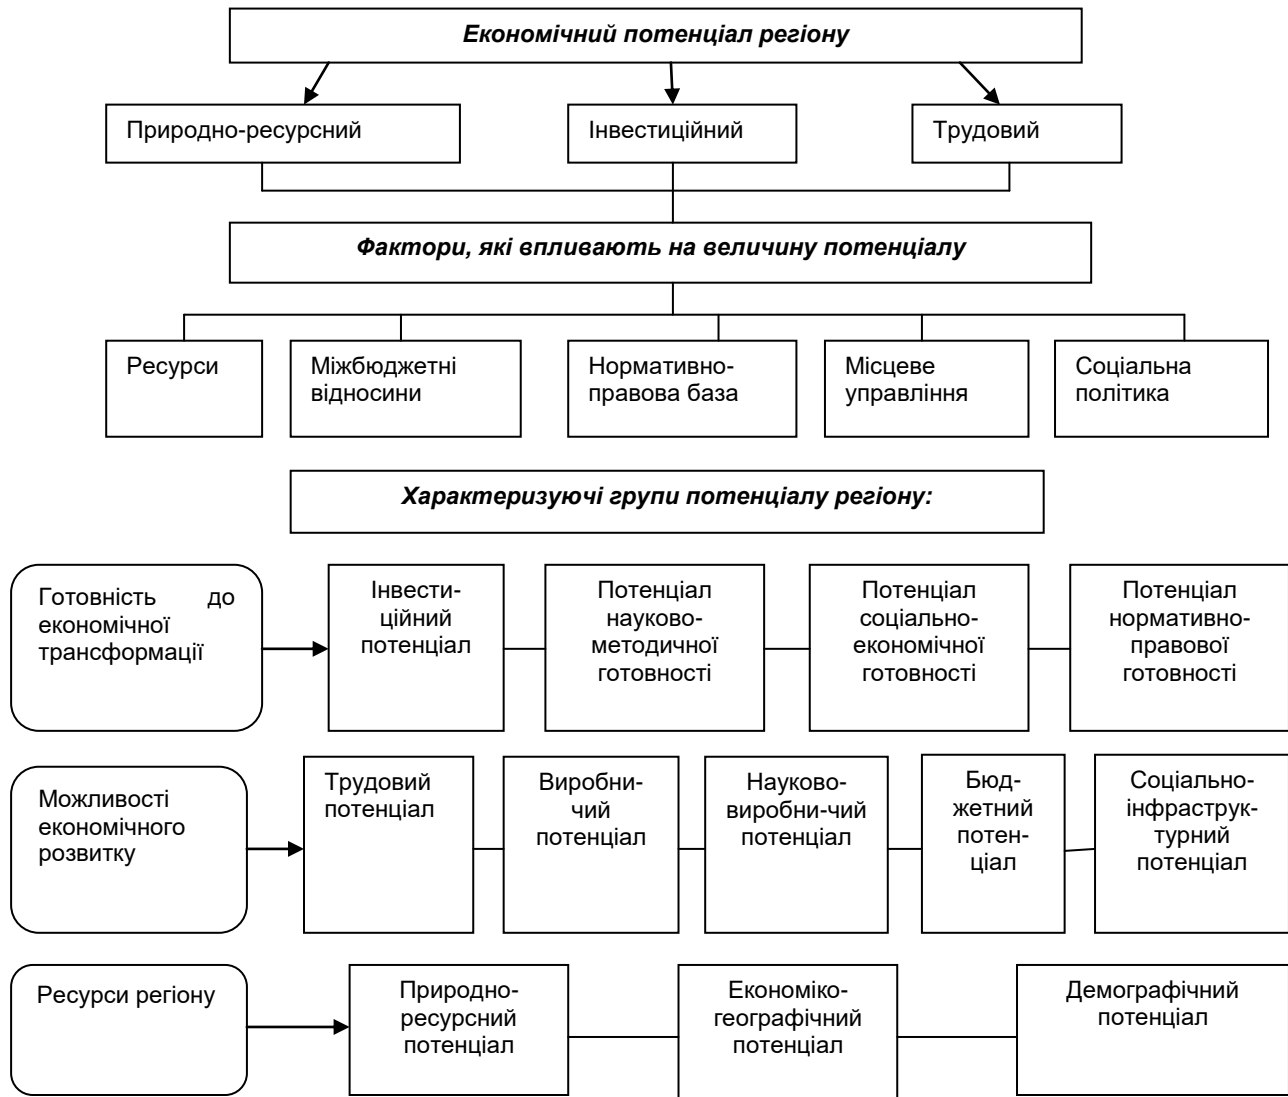 Економічний потенціал регіону
Природно-ресурсний
Інвестиційний
Трудовий
Фактори, які впливають на величину потенціалу
Ресурси
Міжбюджетні
відносини
Нормативно-
правова база
Місцеве
управління
Соціальна
політика
Характеризуючі групи потенціалу регіону:
Готовність до
економічної
трансформації
Інвести-
ційний
потенціал
Потенціал
науково-
методичної
готовності
Потенціал
соціально-
економічної
готовності
Потенціал
нормативно-
правової
готовності
Можливості
економічного
розвитку
Трудовий
потенціал
Виробни-
чий
потенціал
Науково-
виробни-чий
потенціал
Бюд-
жетний
потен-
ціал
Соціально-
інфраструк-
турний
потенціал
Ресурси регіону
Природно-
ресурсний
потенціал
Економіко-
географічний
потенціал
Демографічний
потенціал